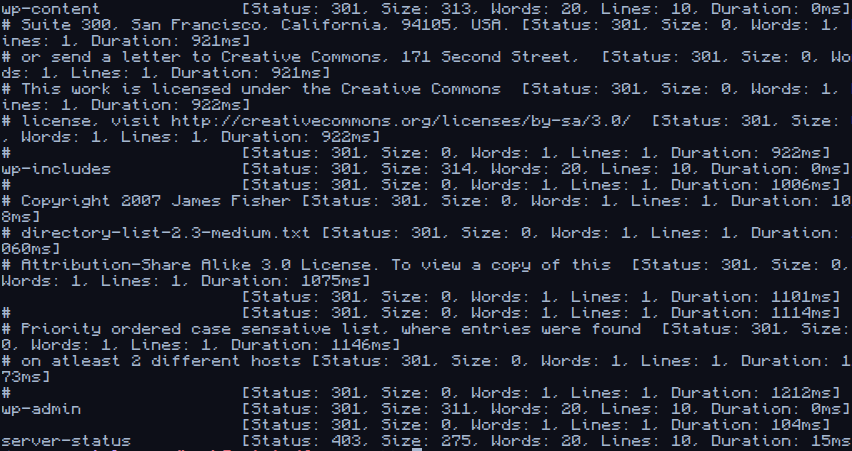 wp-content [Status: 301, Size: 313, Words: 20, Lines: 10, Duration: 0ms]
# Suite 300, San Francisco, California, 94105, USA. [Status: 301, Size: 0, Words: 1,
ines: 1, Duration: 921ms]
# or send a letter to Creative Commons, 171 Second Street,  [Status: 301, Size: 0, Wo
ds: 1, Lines: 1, Duration: 921ms]
# This work is licensed under the Creative Commons  [Status: 301, Size: 0, Words: 1,
ines: 1, Duration: 922ms]
# license, visit http://creativecommons.org/licenses/by-sa/3.0/  [Status: 301, Size:
, Words: 1, Lines: 1, Duration: 922ms]
# [Status: 301, Size: 0, Words: 1, Lines: 1, Duration: 922ms]
wp-includes [Status: 301, Size: 314, Words: 20, Lines: 10, Duration: 0ms]
# [Status: 301, Size: 0, Words: 1, Lines: 1, Duration: 1006ms]
# Copyright 2007 James Fisher [Status: 301, Size: 0, Words: 1, Lines: 1, Duration: 10
8ms]
# directory-list-2.3-medium.txt [Status: 301, Size: 0, Words: 1, Lines: 1, Duration:
060ms]
# Attribution-Share Alike 3.0 License. To view a copy of this  [Status: 301, Size: 0,
Words: 1, Lines: 1, Duration: 1075ms]
[Status: 301, Size: 0, Words: 1, Lines: 1, Duration: 1101ms]
# [Status: 301, Size: 0, Words: 1, Lines: 1, Duration: 1114ms]
# Priority ordered case sensative list, where entries were found  [Status: 301, Size:
0, Words: 1, Lines: 1, Duration: 1146ms]
# on atleast 2 different hosts [Status: 301, Size: 0, Words: 1, Lines: 1, Duration: 1
73ms]
# [Status: 301, Size: 0, Words: 1, Lines: 1, Duration: 1212ms]
wp-admin [Status: 301, Size: 311, Words: 20, Lines: 10, Duration: 0ms]
[Status: 301, Size: 0, Words: 1, Lines: 1, Duration: 104ms]
server-status [Status: 403, Size: 275, Words: 20, Lines: 10, Duration: 15ms